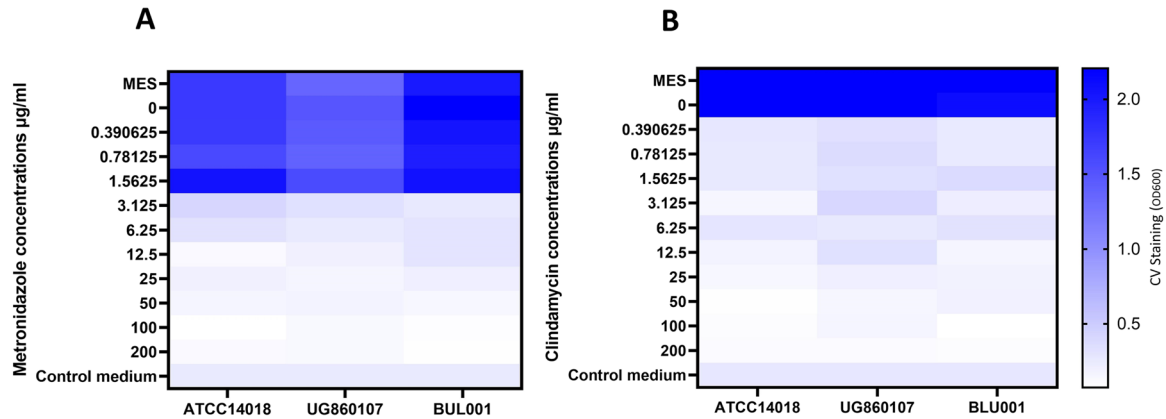 A
Metronidazole concentrations µg/ml
MES
0
0.390625
0.78125
1.5625
3.125
6.25
12.5
25
50
100
200
Control medium
ATCC14018 UG860107 BUL001
B
Clindamycin concentrations µg/ml
MES
0
0.390625
0.78125
1.5625
3.125
6.25
12.5
25
50
100
200
Control medium
ATCC14018 UG860107 BLU001
2.0
1.5
1.0
0.5
CV Staining (OD600)